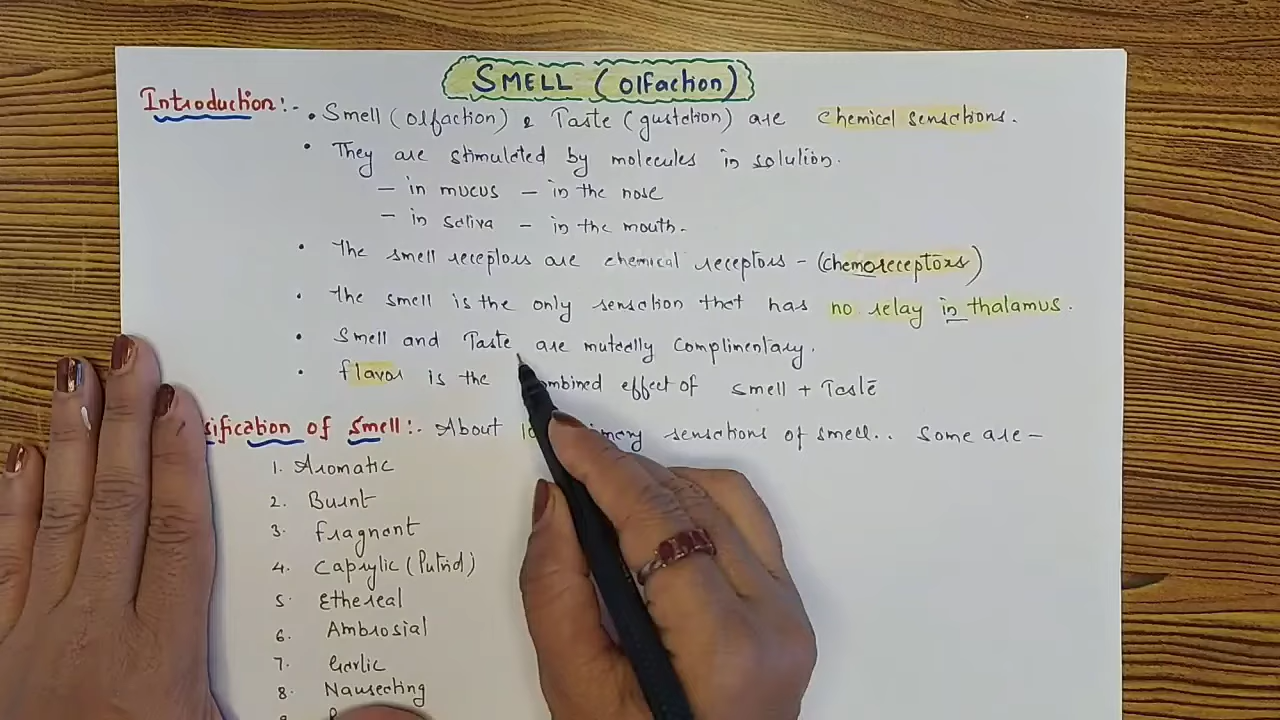 SMELL (Olfaction)
Introduction:-
• Smell (olfaction) & Taste (gustation) are chemical sensations.
• They are stimulated by molecules in solution.
– in mucus – in the nose
– in saliva – in the mouth.
• The smell receptors are chemical receptors - (chemoreceptors)
• The smell is the only sensation that has no relay in thalamus.
• Smell and Taste are mutually Complimentary.
• flavor is the combined effect of smell + Taste
sification of Smell:- About sensations of smell.. Some are –
1. Aromatic
2. Burnt
3. fragnant
4. Caprylic (Putrid)
5. Ethereal
6. Ambrosial
7. Garlic
8. Nauseating
9.